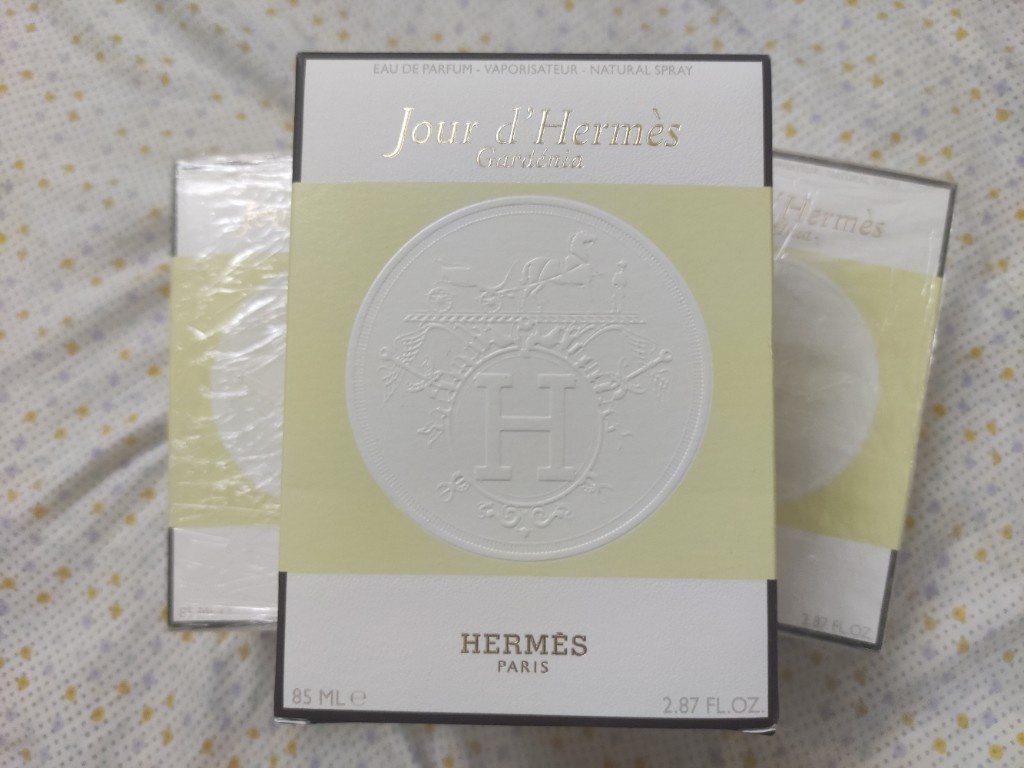 EAU DE PARFUM - VAPORISATEUR - NATURAL SPRAY
Jour d'Hermès
Gardénia
H
HERMÈS
PARIS
85 ML ℮
2.87 FL.OZ.
Hermès
2.87 FL.OZ.